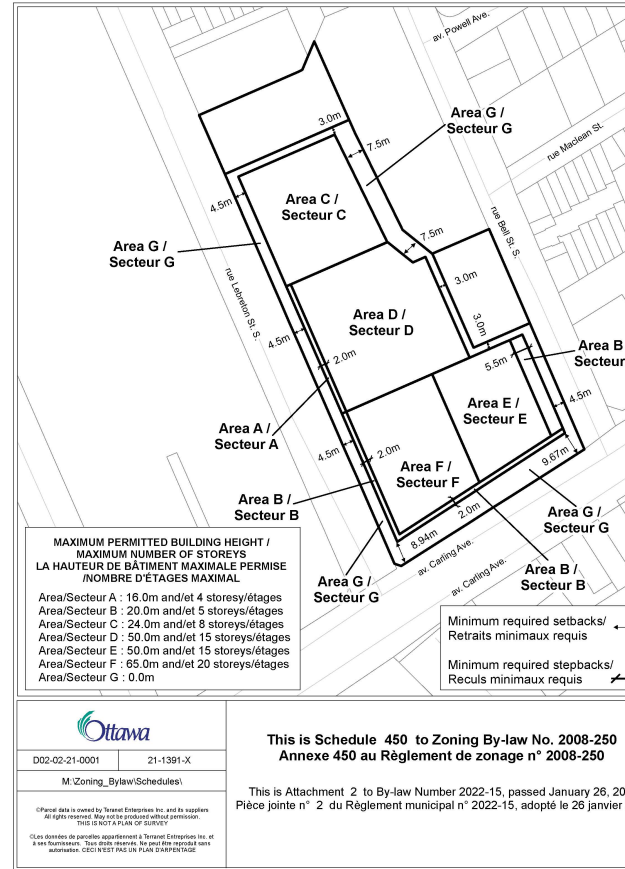 av. Powell Ave.
Area G /
Secteur G
3.0m
7.5m
rue Maclean St.
Area C /
Secteur C
4.5m
rue Bell St. S.
7.5m
Area G /
Secteur G
rue Lebreton St. S.
3.0m
Area D /
Secteur D
3.0m
4.5m
2.0m
Area B
Secteur
5.5m
4.5m
Area E /
Secteur E
Area A /
Secteur A
4.5m
2.0m
Area F /
Secteur F
9.67m
Area B /
Secteur B
2.0m
Area G /
Secteur G
8.94m
av. Carling Ave.
av. Carling Ave.
Area B /
Secteur B
Area G /
Secteur G
MAXIMUM PERMITTED BUILDING HEIGHT /
MAXIMUM NUMBER OF STOREYS
LA HAUTEUR DE BÂTIMENT MAXIMALE PERMISE
/NOMBRE D'ÉTAGES MAXIMAL
Area/Secteur A : 16.0m and/et 4 storeys/étages
Area/Secteur B : 20.0m and/et 5 storeys/étages
Area/Secteur C : 24.0m and/et 8 storeys/étages
Area/Secteur D : 50.0m and/et 15 storeys/étages
Area/Secteur E : 50.0m and/et 15 storeys/étages
Area/Secteur F : 65.0m and/et 20 storeys/étages
Area/Secteur G : 0.0m
Minimum required setbacks/
Retraits minimaux requis
Minimum required stepbacks/
Reculs minimaux requis
Ottawa
D02-02-21-0001
21-1391-X
M:\Zoning_Bylaw\Schedules\
©Parcel data is owned by Teranet Enterprises Inc. and its suppliers
All rights reserved. May not be produced without permission.
THIS IS NOT A PLAN OF SURVEY
©Les données de parcelles appartiennent à Terranet Entreprises Inc. et
à ses fournisseurs. Tous droits réservés. Ne peut être reproduit sans
autorisation. CECI N'EST PAS UN PLAN D'ARPENTAGE
This is Schedule 450 to Zoning By-law No. 2008-250
Annexe 450 au Règlement de zonage n° 2008-250
This is Attachment 2 to By-law Number 2022-15, passed January 26, 20
Pièce jointe n° 2 du Règlement municipal n° 2022-15, adopté le 26 janvier